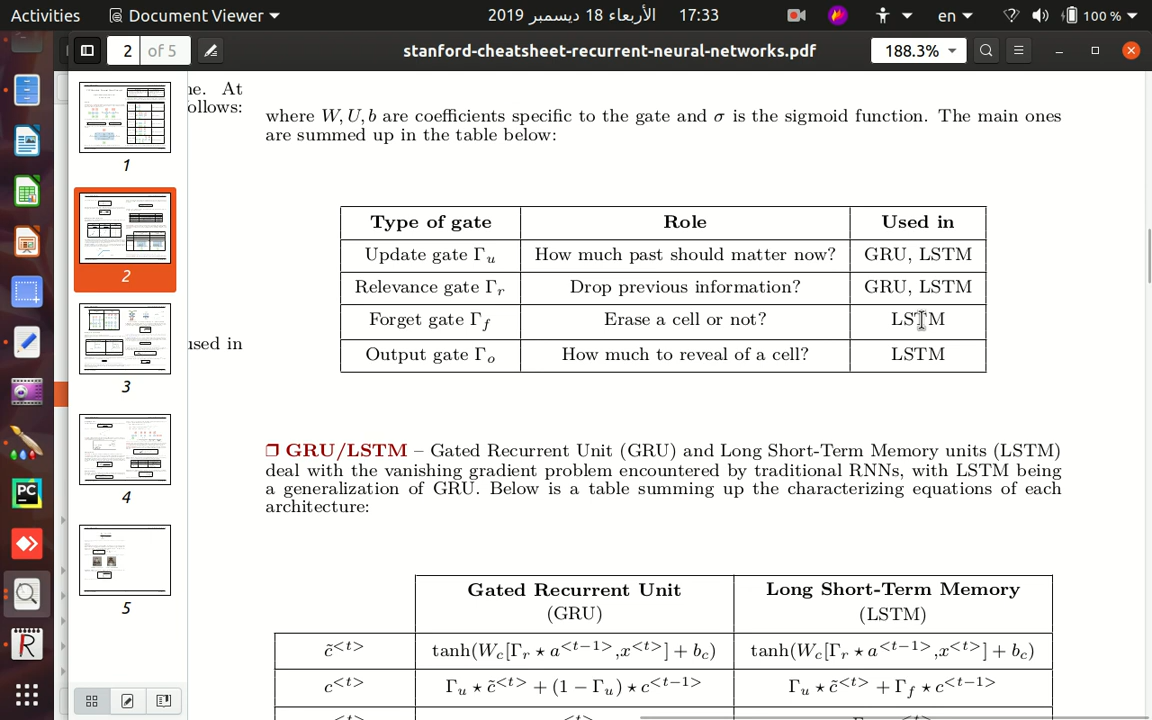 Activities Document Viewer الأربعاء 18 ديسمبر 2019 17:33 en 100 %
2 of 5 stanford-cheatsheet-recurrent-neural-networks.pdf 188.3%
ne. At
ollows:
used in
1
2
3
4
5
where W, U, b are coefficients specific to the gate and σ is the sigmoid function. The main ones
are summed up in the table below:
Type of gate Role Used in
Update gate Γu How much past should matter now? GRU, LSTM
Relevance gate Γr Drop previous information? GRU, LSTM
Forget gate Γf Erase a cell or not? LSTM
Output gate Γo How much to reveal of a cell? LSTM
❒ GRU/LSTM – Gated Recurrent Unit (GRU) and Long Short-Term Memory units (LSTM)
deal with the vanishing gradient problem encountered by traditional RNNs, with LSTM being
a generalization of GRU. Below is a table summing up the characterizing equations of each
architecture:
Gated Recurrent Unit Long Short-Term Memory
(GRU) (LSTM)
c̃<t> tanh(Wc[Γr ⋆ a<t−1>,x<t>] + bc) tanh(Wc[Γr ⋆ a<t−1>,x<t>] + bc)
c<t> Γu ⋆ c̃<t> + (1 − Γu) ⋆ c<t−1> Γu ⋆ c̃<t> + Γf ⋆ c<t−1>
PC
R